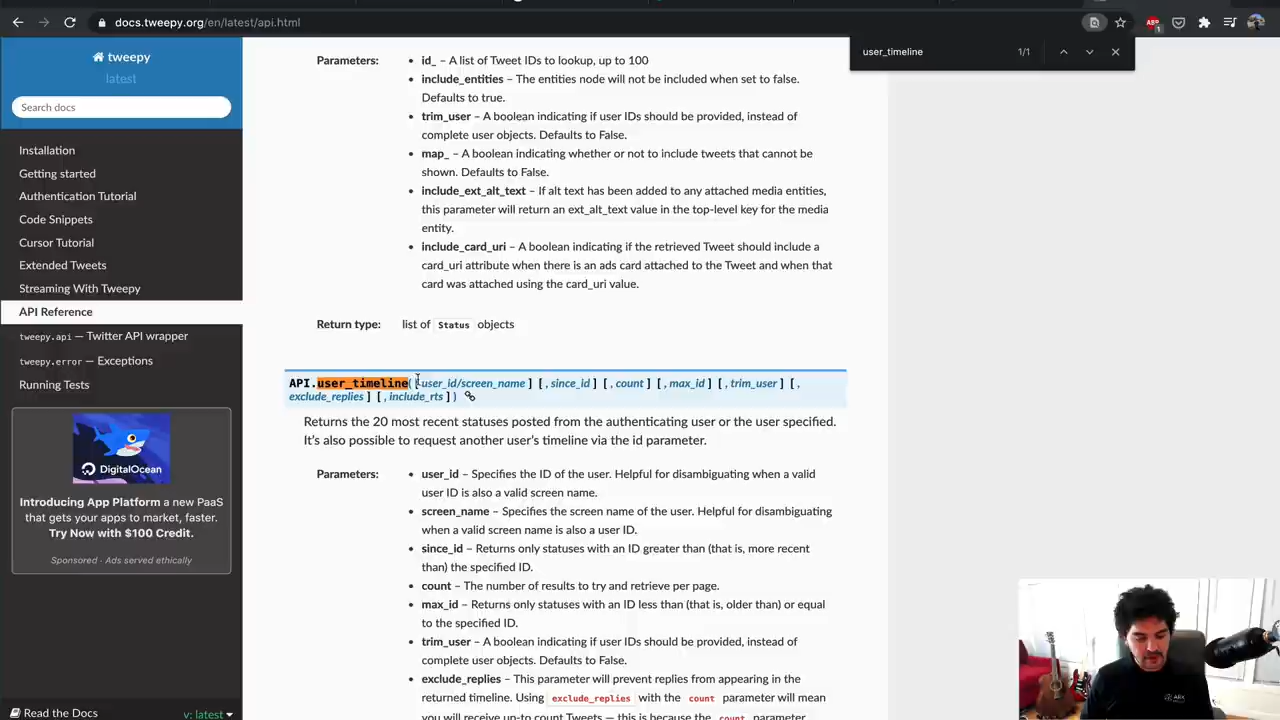 docs.tweepy.org/en/latest/api.html
user_timeline
1/1
tweepy
latest
Search docs
Installation
Getting started
Authentication Tutorial
Code Snippets
Cursor Tutorial
Extended Tweets
Streaming With Tweepy
API Reference
tweepy.api — Twitter API wrapper
tweepy.error — Exceptions
Running Tests
DigitalOcean
Introducing App Platform a new PaaS
that gets your apps to market, faster.
Try Now with $100 Credit.
Sponsored · Ads served ethically
Read the Docs
v: latest
Parameters:
• id_ – A list of Tweet IDs to lookup, up to 100
• include_entities – The entities node will not be included when set to false.
Defaults to true.
• trim_user – A boolean indicating if user IDs should be provided, instead of
complete user objects. Defaults to False.
• map_ – A boolean indicating whether or not to include tweets that cannot be
shown. Defaults to False.
• include_ext_alt_text – If alt text has been added to any attached media entities,
this parameter will return an ext_alt_text value in the top-level key for the media
entity.
• include_card_uri – A boolean indicating if the retrieved Tweet should include a
card_uri attribute when there is an ads card attached to the Tweet and when that
card was attached using the card_uri value.
Return type: list of Status objects
API.user_timeline( [ user_id/screen_name ] [ , since_id ] [ , count ] [ , max_id ] [ , trim_user ] [ ,
exclude_replies ] [ , include_rts ] )
Returns the 20 most recent statuses posted from the authenticating user or the user specified.
It's also possible to request another user's timeline via the id parameter.
Parameters:
• user_id – Specifies the ID of the user. Helpful for disambiguating when a valid
user ID is also a valid screen name.
• screen_name – Specifies the screen name of the user. Helpful for disambiguating
when a valid screen name is also a user ID.
• since_id – Returns only statuses with an ID greater than (that is, more recent
than) the specified ID.
• count – The number of results to try and retrieve per page.
• max_id – Returns only statuses with an ID less than (that is, older than) or equal
to the specified ID.
• trim_user – A boolean indicating if user IDs should be provided, instead of
complete user objects. Defaults to False.
• exclude_replies – This parameter will prevent replies from appearing in the
returned timeline. Using exclude_replies with the count parameter will mean
you will receive up-to count Tweets — this is because the count parameter